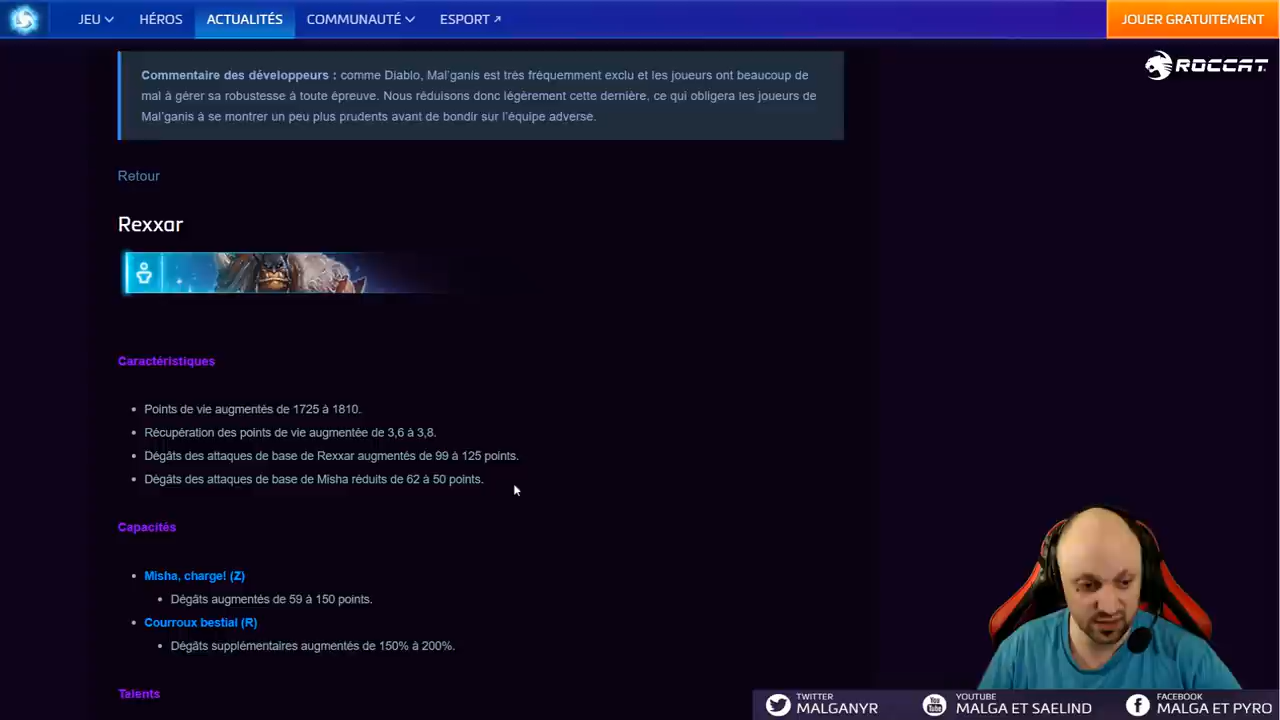 JEU HÉROS ACTUALITÉS COMMUNAUTÉ ESPORT JOUER GRATUITEMENT
ROCCAT
Commentaire des développeurs : comme Diablo, Mal'ganis est très fréquemment exclu et les joueurs ont beaucoup de
mal à gérer sa robustesse à toute épreuve. Nous réduisons donc légèrement cette dernière, ce qui obligera les joueurs de
Mal'ganis à se montrer un peu plus prudents avant de bondir sur l'équipe adverse.
Retour
Rexxar
Caractéristiques
Points de vie augmentés de 1725 à 1810.
Récupération des points de vie augmentée de 3,6 à 3,8.
Dégâts des attaques de base de Rexxar augmentés de 99 à 125 points.
Dégâts des attaques de base de Misha réduits de 62 à 50 points.
Capacités
Misha, charge! (Z)
Dégâts augmentés de 59 à 150 points.
Courroux bestial (R)
Dégâts supplémentaires augmentés de 150% à 200%.
Talents
TWITTER
MALGANYR
YOUTUBE
MALGA ET SAELIND
FACEBOOK
MALGA ET PYRO